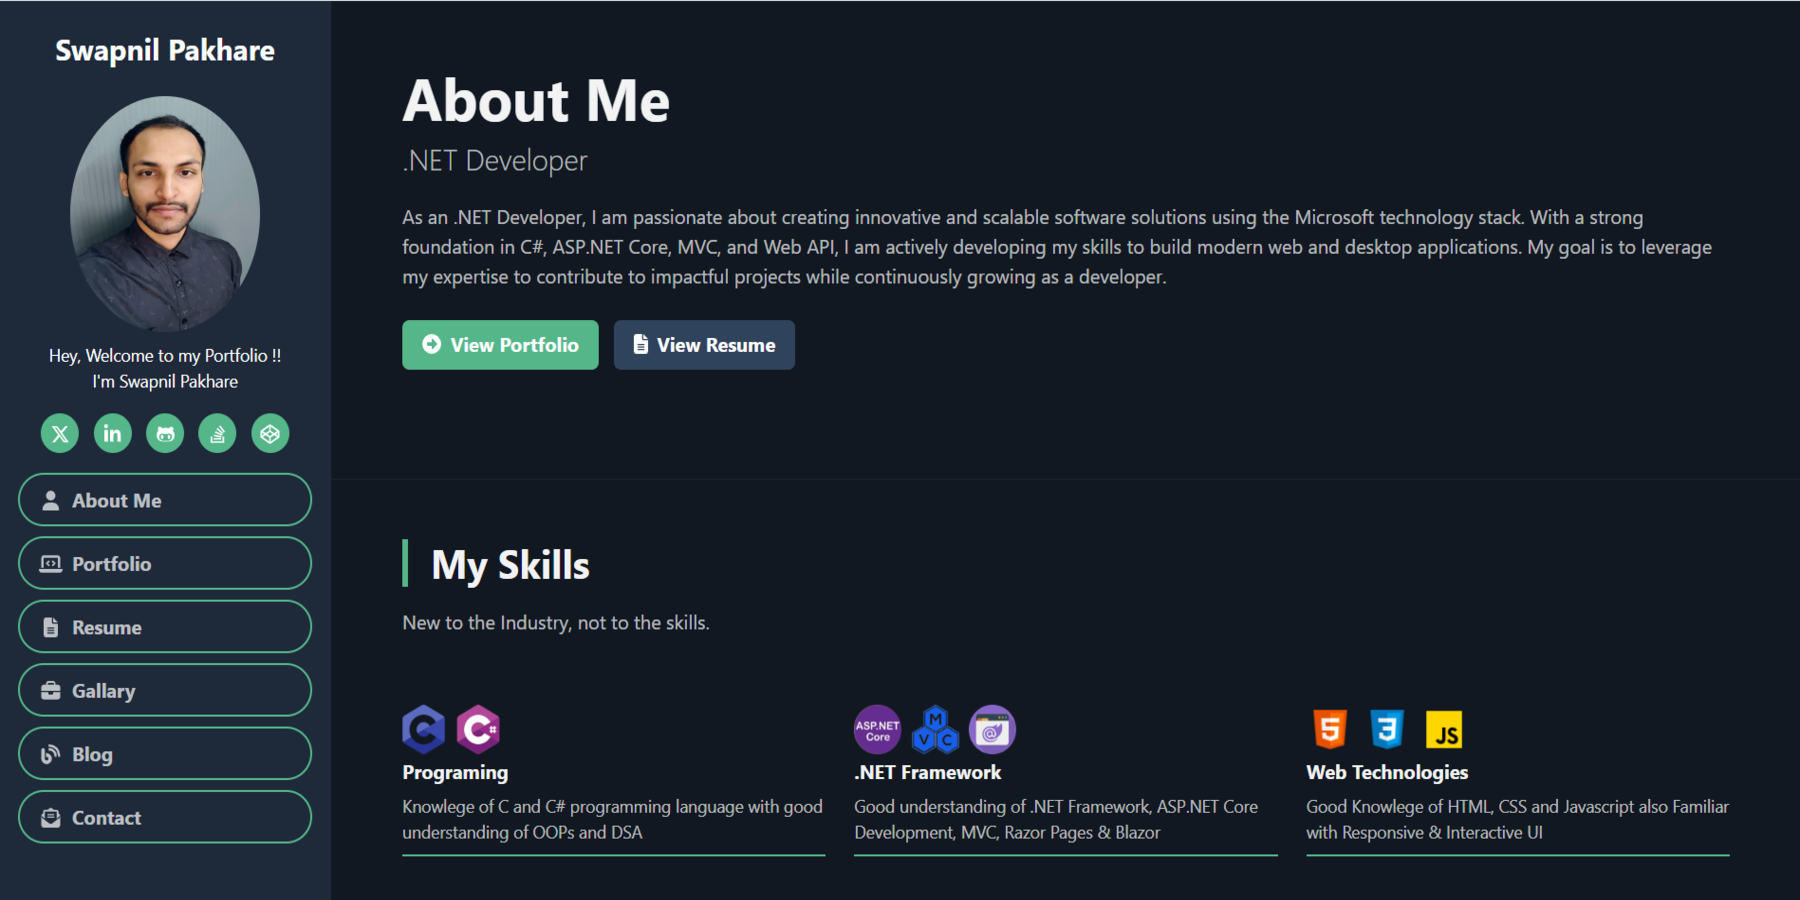 Swapnil Pakhare
Hey, Welcome to my Portfolio !!
I'm Swapnil Pakhare
About Me
Portfolio
Resume
Gallary
Blog
Contact
About Me
.NET Developer
As an .NET Developer, I am passionate about creating innovative and scalable software solutions using the Microsoft technology stack. With a strong
foundation in C#, ASP.NET Core, MVC, and Web API, I am actively developing my skills to build modern web and desktop applications. My goal is to leverage
my expertise to contribute to impactful projects while continuously growing as a developer.
View Portfolio
View Resume
My Skills
New to the Industry, not to the skills.
C
C#
Programing
Knowlege of C and C# programming language with good
understanding of OOPs and DSA
ASP.NET
Core
M
V C
.NET Framework
Good understanding of .NET Framework, ASP.NET Core
Development, MVC, Razor Pages & Blazor
5
3
JS
Web Technologies
Good Knowlege of HTML, CSS and Javascript also Familiar
with Responsive & Interactive UI